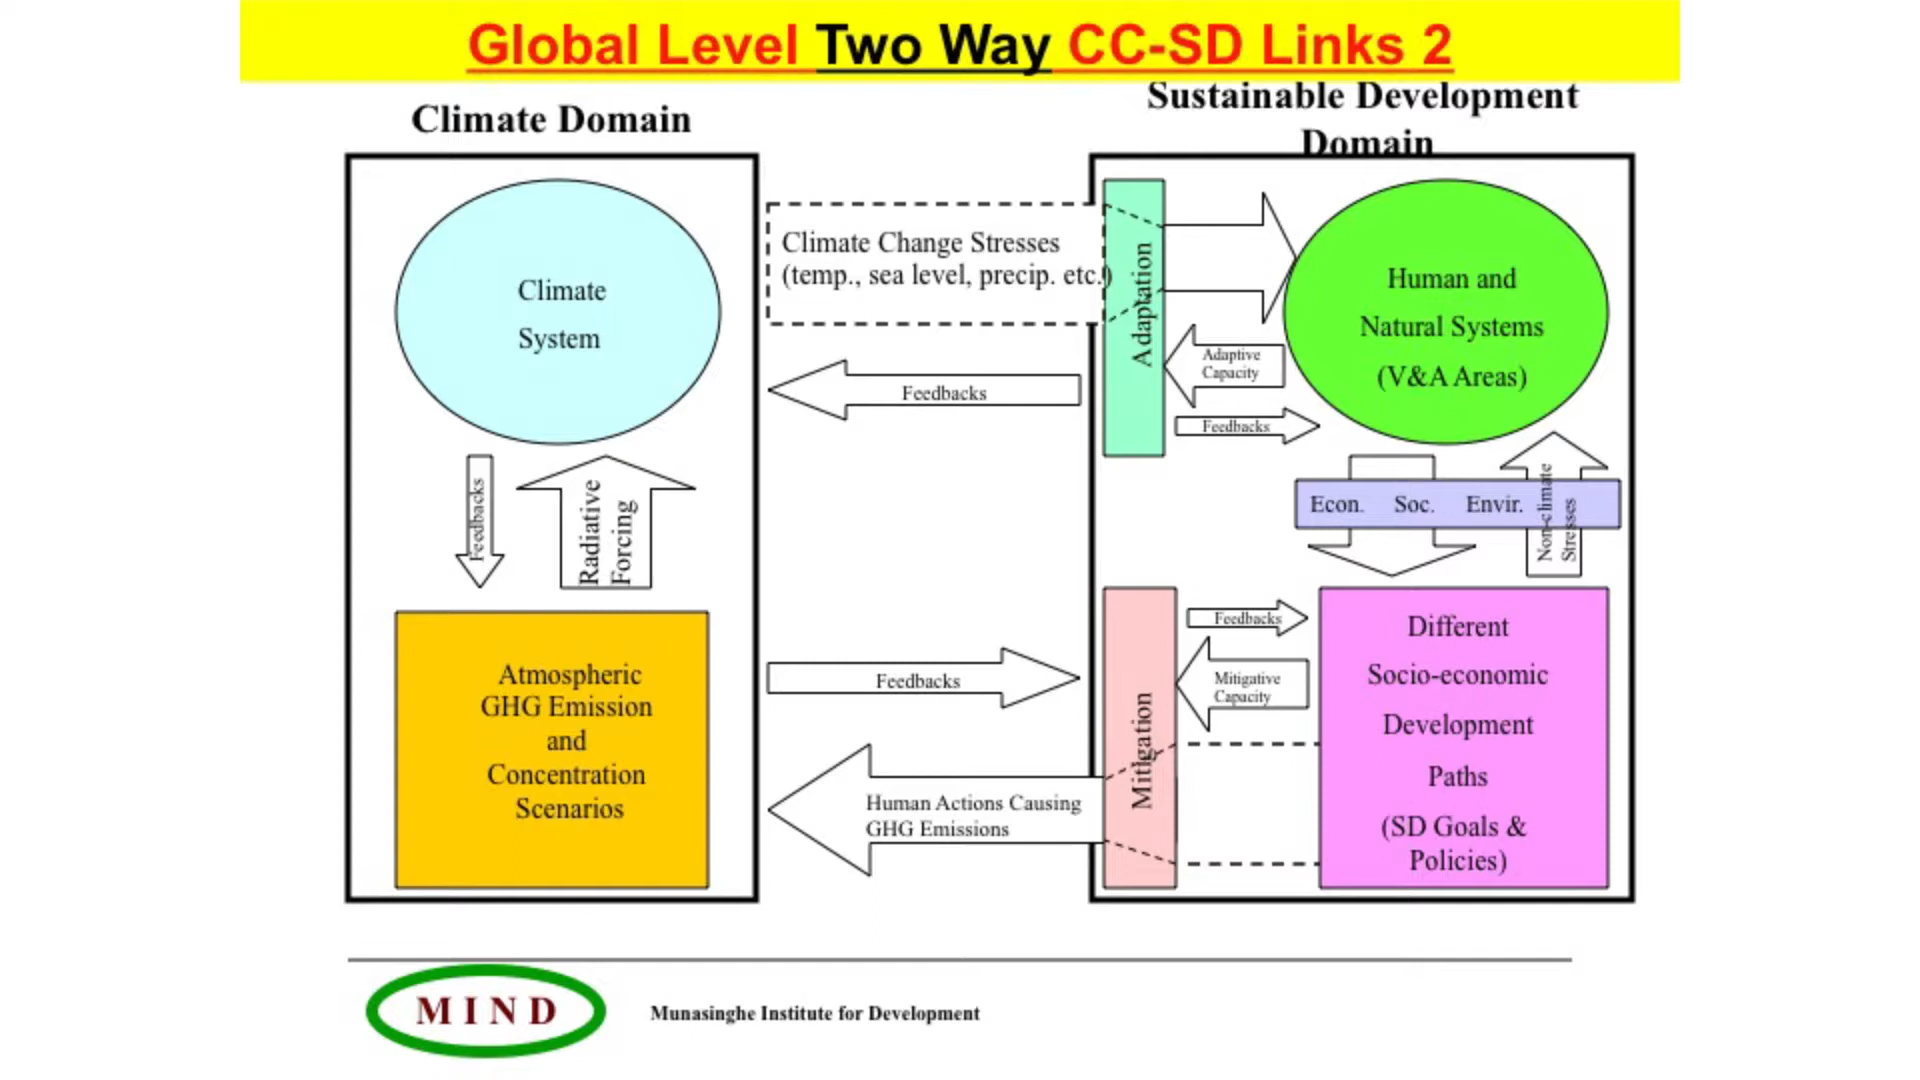 Global Level Two Way CC-SD Links 2
Climate Domain
Sustainable Development
Domain
Climate
System
Climate Change Stresses
(temp., sea level, precip. etc.)
Adaptation
Human and
Natural Systems
(V&A Areas)
Adaptive
Capacity
Feedbacks
Feedbacks
Feedbacks
Radiative
Forcing
Econ. Soc. Envir.
Non-climate
Stresses
Atmospheric
GHG Emission
and
Concentration
Scenarios
Feedbacks
Human Actions Causing
GHG Emissions
Mitigation
Feedbacks
Mitigative
Capacity
Different
Socio-economic
Development
Paths
(SD Goals &
Policies)
M I N D
Munasinghe Institute for Development